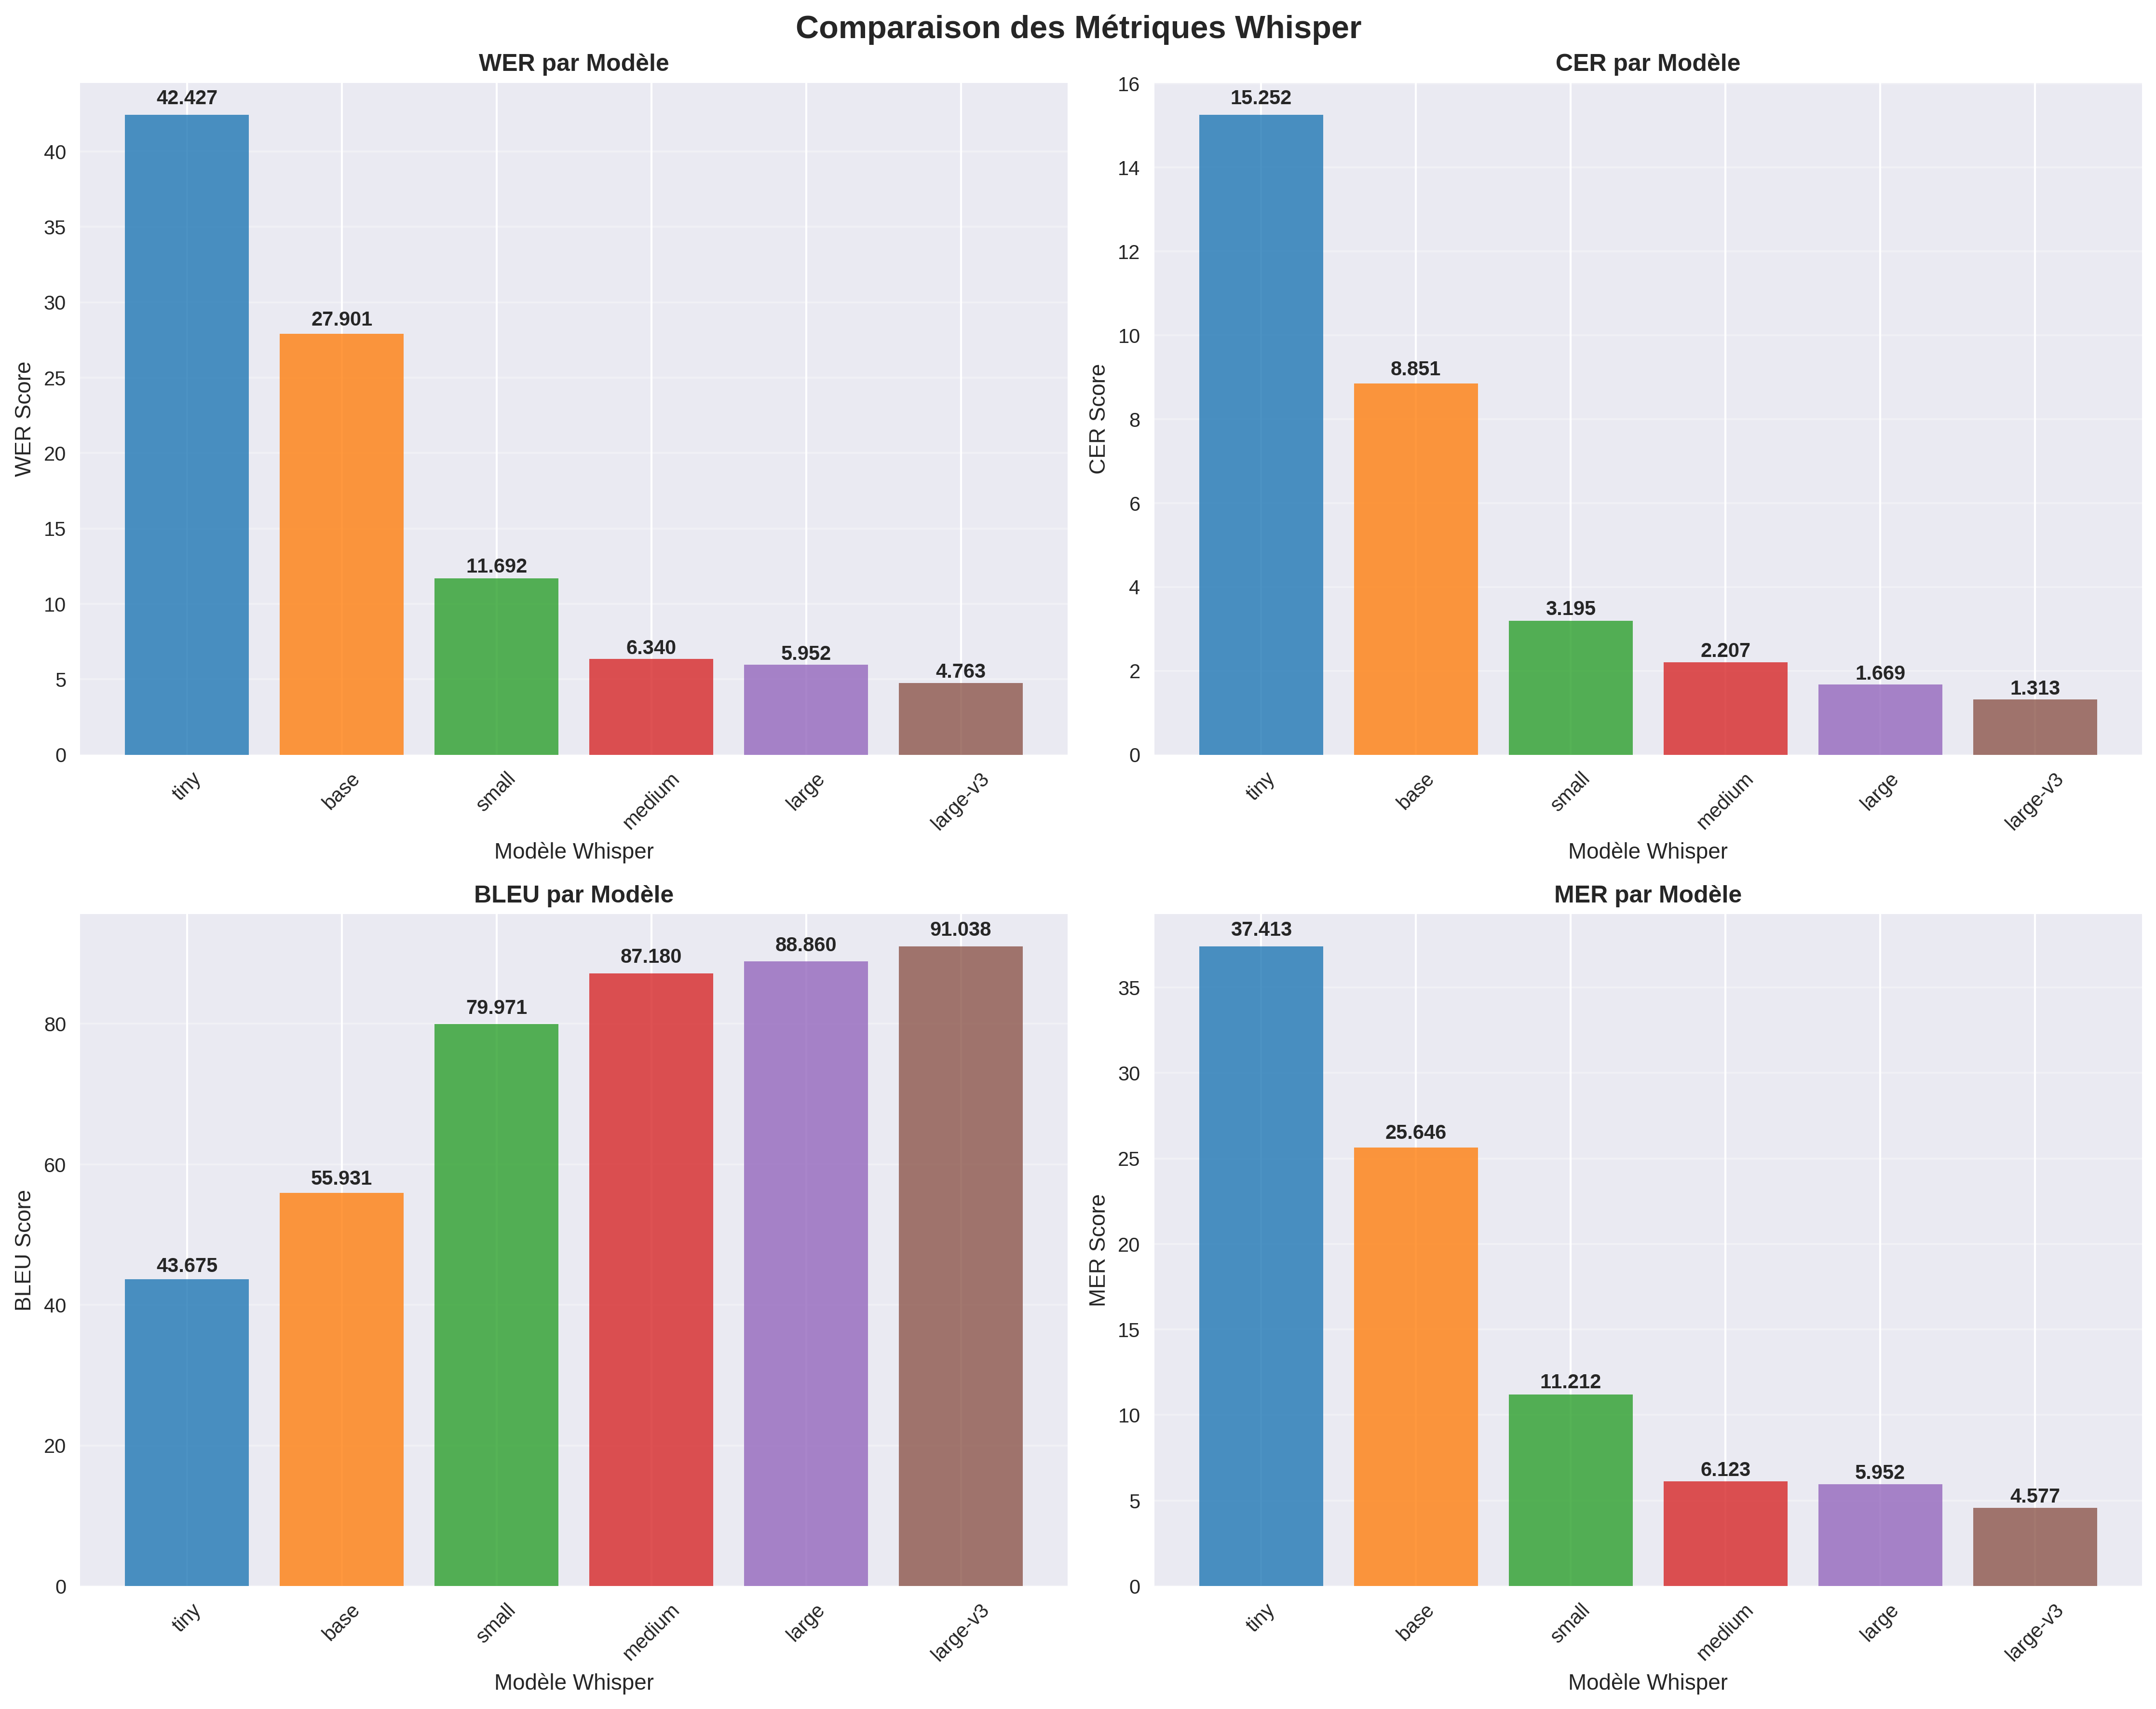 Comparaison des Métriques Whisper
WER par Modèle
42.427
27.901
11.692
6.340
5.952
4.763
40
35
30
25
20
15
10
5
0
WER Score
tiny
base
small
medium
large
large-v3
Modèle Whisper
CER par Modèle
15.252
8.851
3.195
2.207
1.669
1.313
16
14
12
10
8
6
4
2
0
CER Score
tiny
base
small
medium
large
large-v3
Modèle Whisper
BLEU par Modèle
43.675
55.931
79.971
87.180
88.860
91.038
80
60
40
20
0
BLEU Score
tiny
base
small
medium
large
large-v3
Modèle Whisper
MER par Modèle
37.413
25.646
11.212
6.123
5.952
4.577
35
30
25
20
15
10
5
0
MER Score
tiny
base
small
medium
large
large-v3
Modèle Whisper